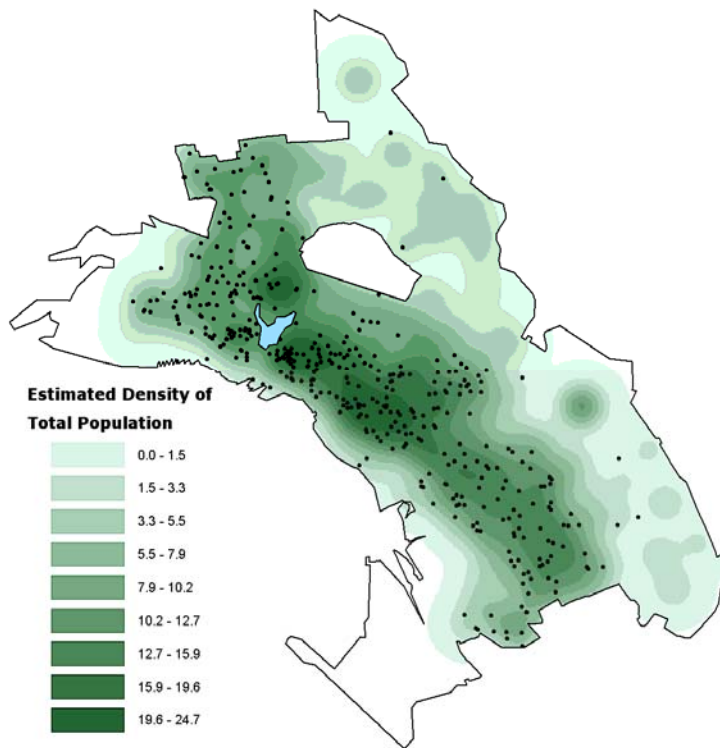 Estimated Density of
Total Population
0.0 - 1.5
1.5 - 3.3
3.3 - 5.5
5.5 - 7.9
7.9 - 10.2
10.2 - 12.7
12.7 - 15.9
15.9 - 19.6
19.6 - 24.7